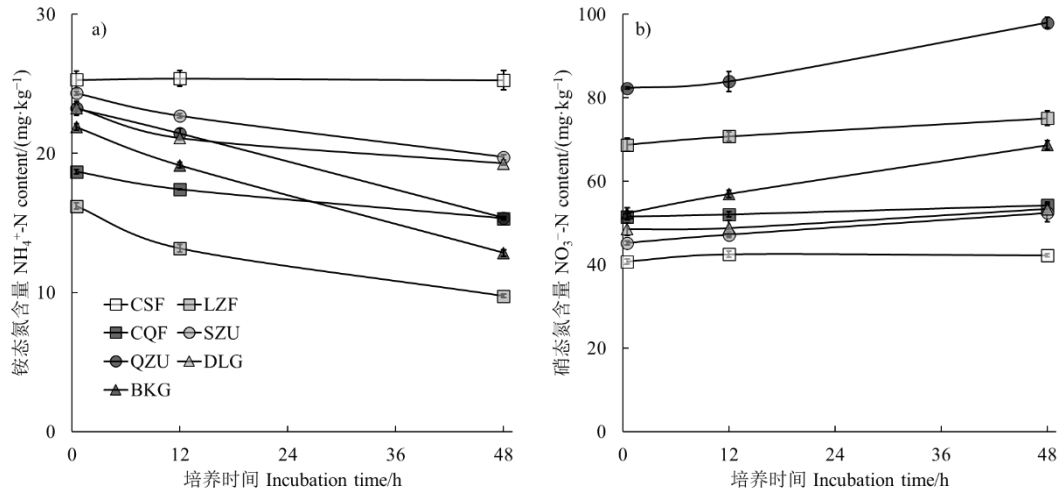 a)
铵态氮含量 NH₄⁺-N content/(mg·kg⁻¹)
30
20
10
0
CSF LZF
CQF SZU
QZU DLG
BKG
0 12 24 36 48
培养时间 Incubation time/h
b)
硝态氮含量 NO₃⁻-N content/(mg·kg⁻¹)
100
80
60
40
20
0
0 12 24 36 48
培养时间 Incubation time/h